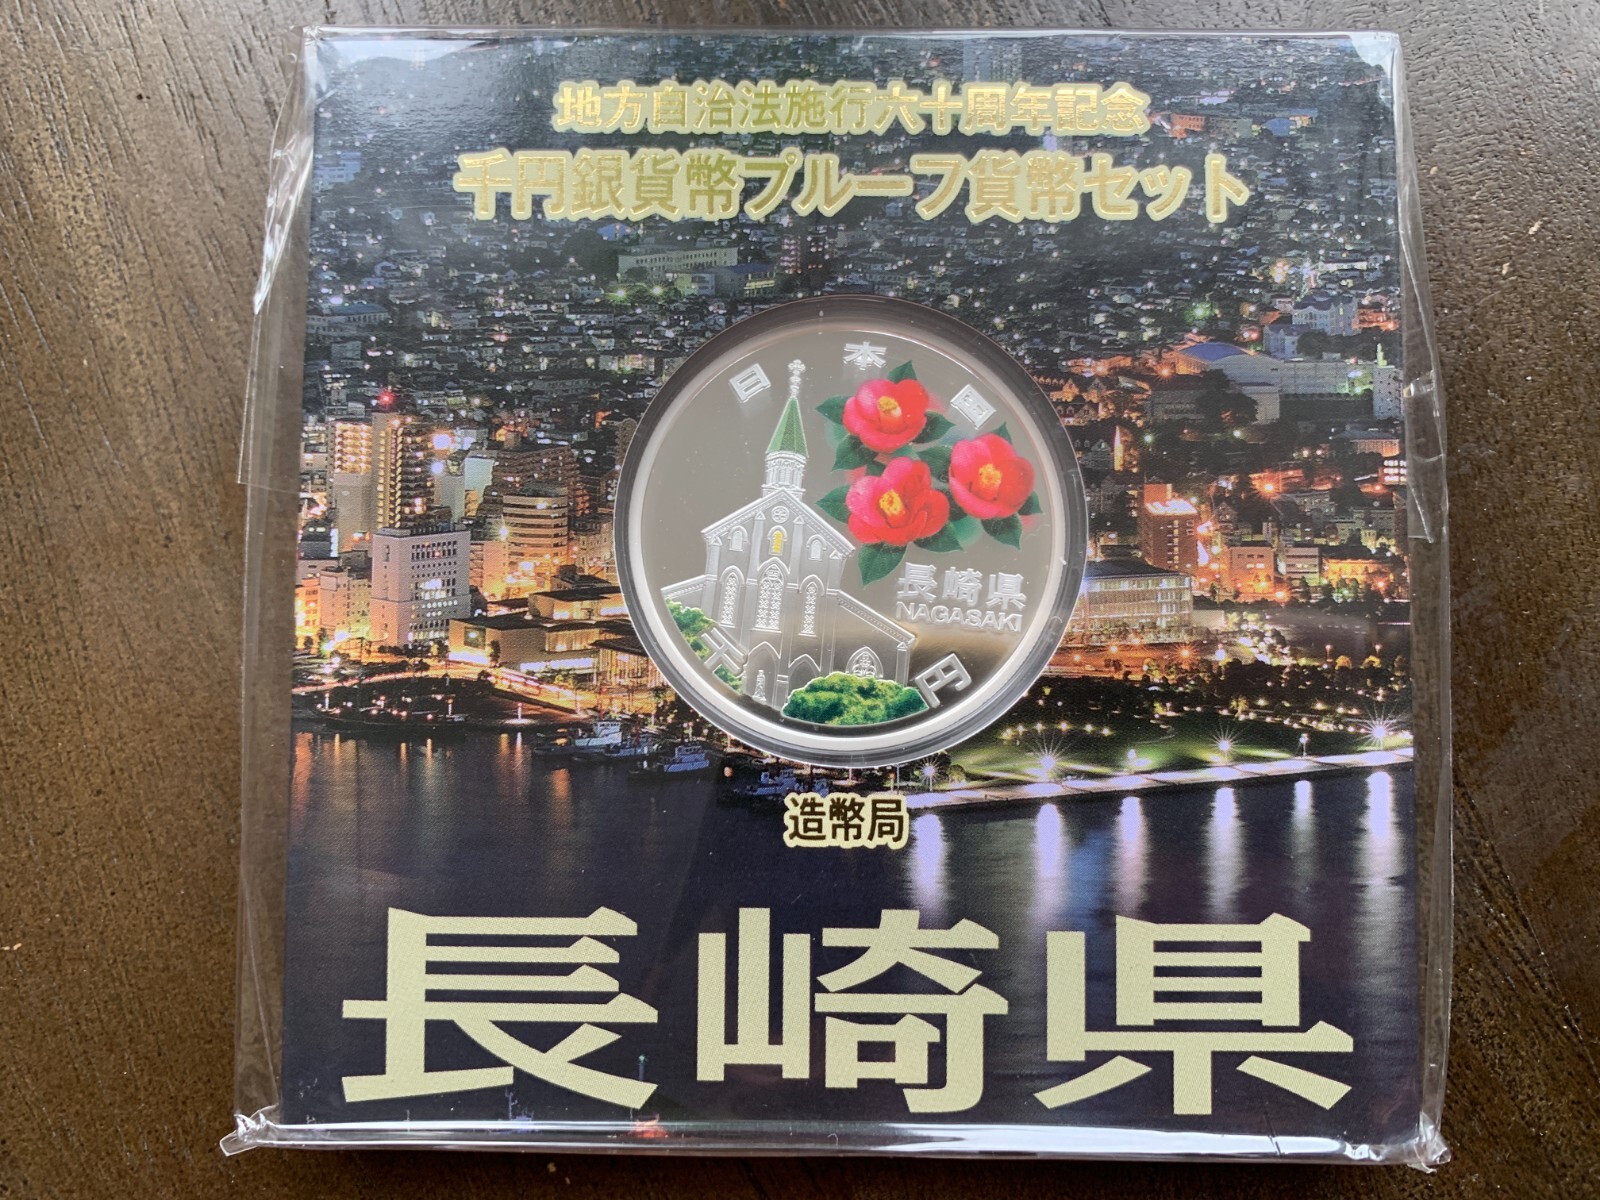 地方自治法施行六十周年記念
千円銀貨幣プルーフ貨幣セット
日本国
長崎県
NAGASAKI
千円
造幣局
長崎県